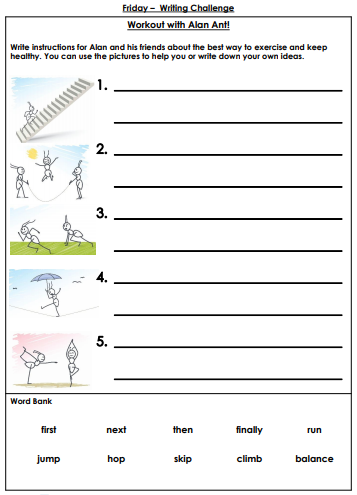 Friday – Writing Challenge
Workout with Alan Ant!
Write instructions for Alan and his friends about the best way to exercise and keep
healthy. You can use the pictures to help you or write down your own ideas.
1.
2.
3.
4.
5.
Word Bank
first next then finally run
jump hop skip climb balance